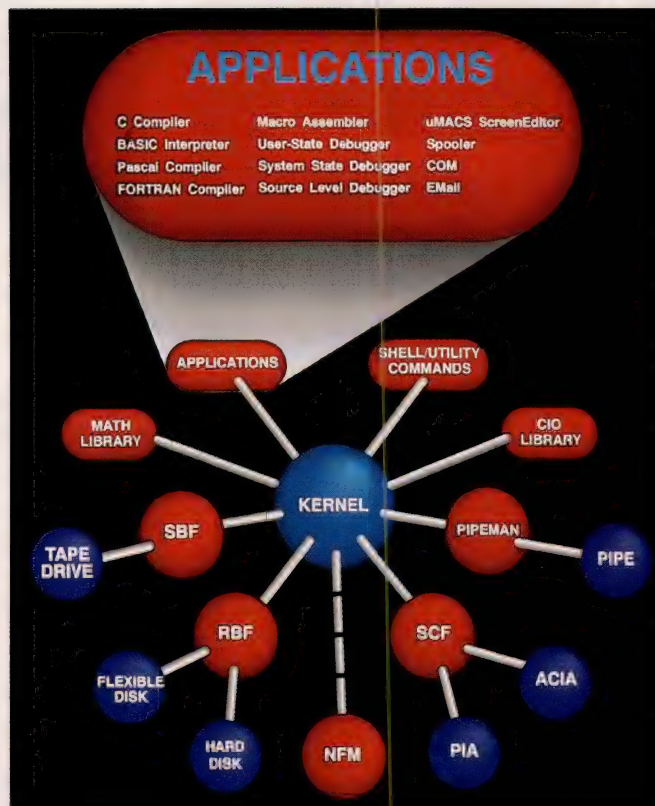 APPLICATIONS
C Compiler Macro Assembler uMACS ScreenEditor
BASIC Interpreter User-State Debugger Spooler
Pascal Compiler System State Debugger COM
FORTRAN Compiler Source Level Debugger EMail
APPLICATIONS
SHELL/UTILITY
COMMANDS
MATH
LIBRARY
CIO
LIBRARY
KERNEL
SBF
PIPEMAN
TAPE
DRIVE
PIPE
RBF
SCF
FLEXIBLE
DISK
ACIA
HARD
DISK
NFM
PIA